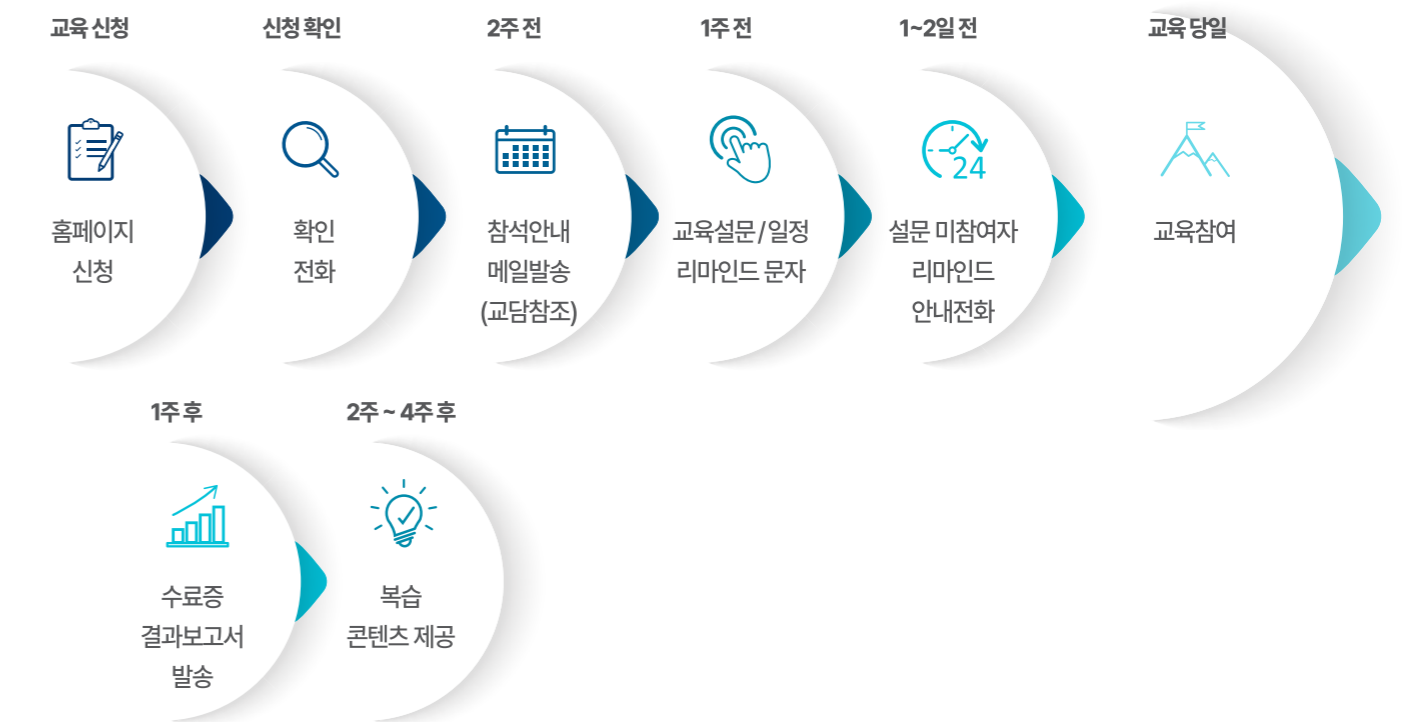 교육 신청
홈페이지
신청
신청 확인
확인
전화
2주 전
참석안내
메일발송
(교담참조)
1주 전
교육설문/일정
리마인드 문자
1~2일 전
24
설문 미참여자
리마인드
안내전화
교육 당일
교육참여
1주 후
수료증
결과보고서
발송
2주 ~ 4주 후
복습
콘텐츠 제공